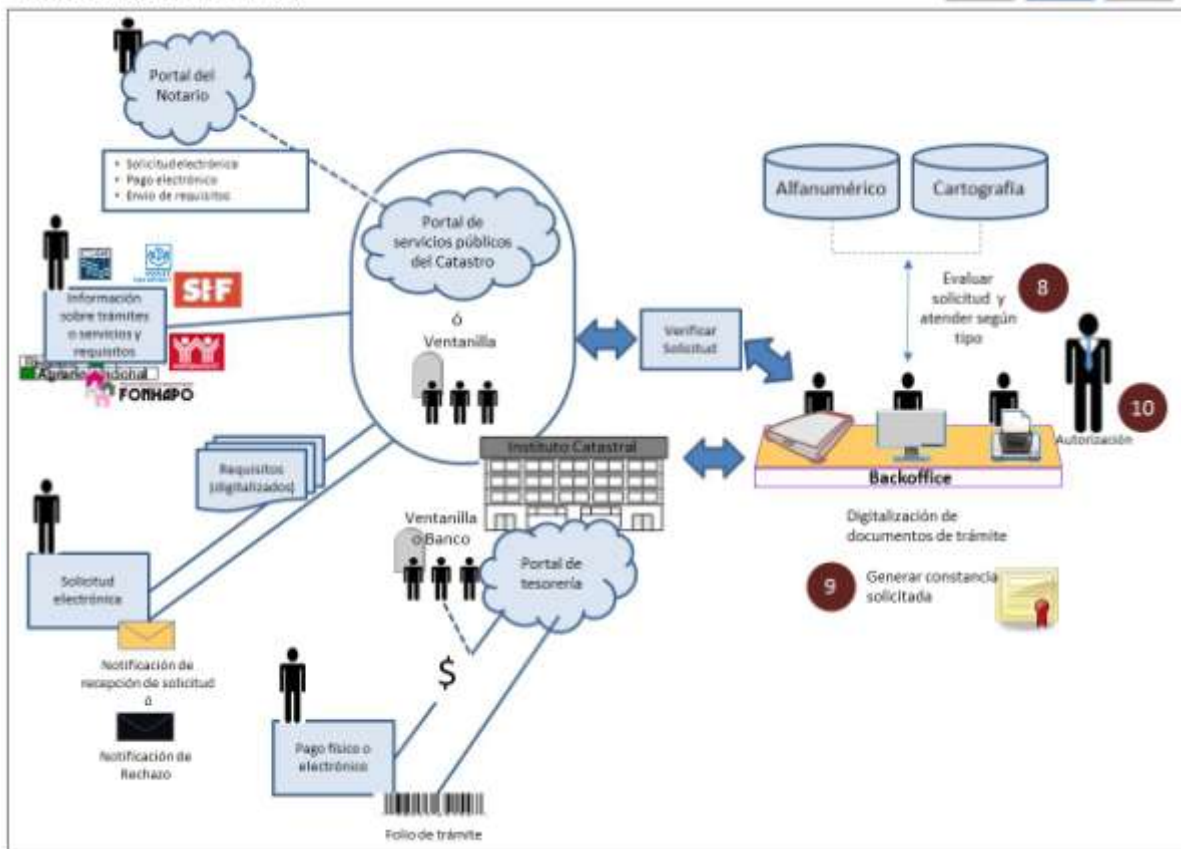 Portal del
Notario
• Solicitud electrónica
• Pago electrónico
• Envio de requisitos
Portal de
servicios públicos
del Catastro
ó
Ventanilla
Información
sobre trámites
o servicios y
requisitos
SHF
FONHAPO
Alfanumérico
Cartografía
Evaluar
solicitud y
atender según
tipo
8
Verificar
Solicitud
10
Autorización
Backoffice
Instituto Catastral
Requisitos
(digitalizados)
Ventanilla
o Banco
Portal de
tesorería
Digitalización de
documentos de trámite
9
Generar constancia
solicitada
Solicitud
electrónica
Notificación de
recepción de solicitud
ó
Notificación de
Rechazo
$
Pago físico o
electrónico
Folio de trámite